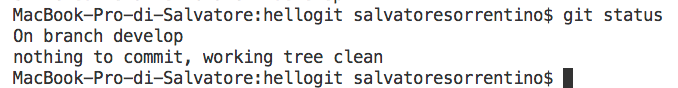 MacBook-Pro-di-Salvatore:hellogit salvatoresorrentino$ git status
On branch develop
nothing to commit, working tree clean
MacBook-Pro-di-Salvatore:hellogit salvatoresorrentino$